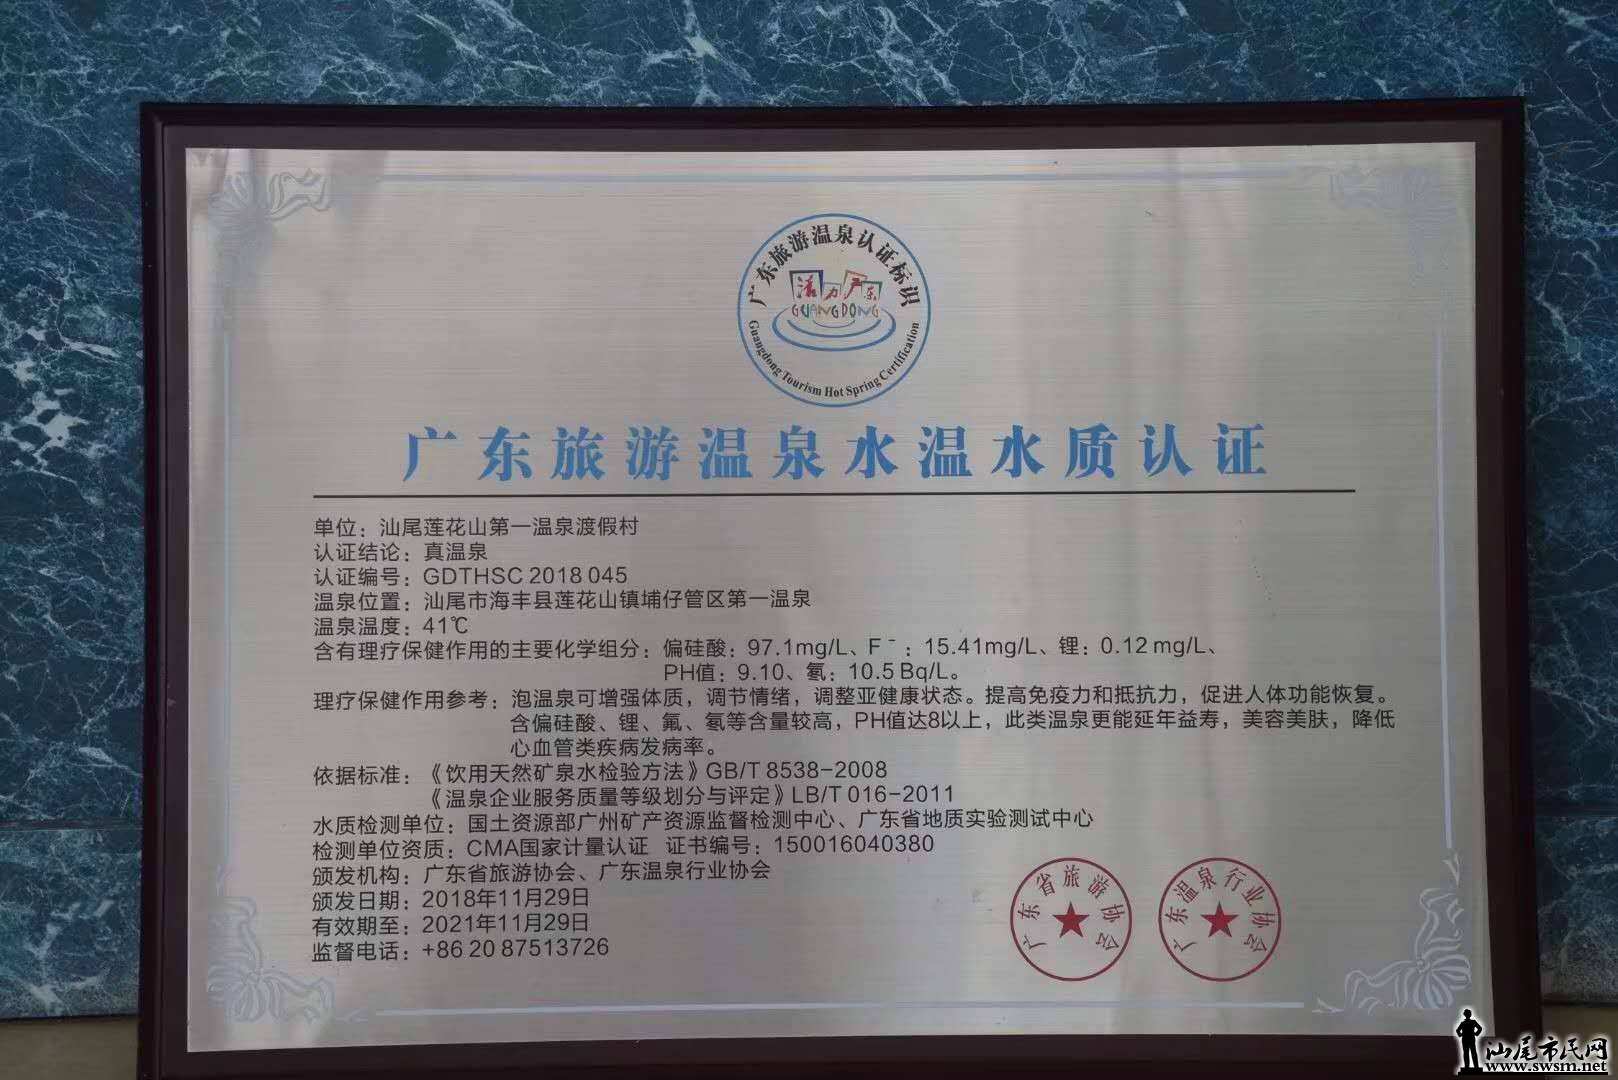 广东旅游温泉认证标识
活力广东
GUANGDONG
Guangdong Tourism Hot Spring Certification
广东旅游温泉水温水质认证
单位：汕尾莲花山第一温泉渡假村
认证结论：真温泉
认证编号：GDTHSC 2018 045
温泉位置：汕尾市海丰县莲花山镇埔仔管区第一温泉
温泉温度：41℃
含有理疗保健作用的主要化学组分：偏硅酸：97.1mg/L、F⁻：15.41mg/L、锂：0.12 mg/L、
PH值：9.10、氡：10.5 Bq/L。
理疗保健作用参考：泡温泉可增强体质，调节情绪，调整亚健康状态。提高免疫力和抵抗力，促进人体功能恢复。
含偏硅酸、锂、氟、氡等含量较高，PH值达8以上，此类温泉更能延年益寿，美容美肤，降低
心血管类疾病发病率。
依据标准：《饮用天然矿泉水检验方法》GB/T 8538-2008
《温泉企业服务质量等级划分与评定》LB/T 016-2011
水质检测单位：国土资源部广州矿产资源监督检测中心、广东省地质实验测试中心
检测单位资质：CMA国家计量认证 证书编号：150016040380
颁发机构：广东省旅游协会、广东温泉行业协会
颁发日期：2018年11月29日
有效期至：2021年11月29日
监督电话：+86 20 87513726
广东省旅游协会
广东温泉行业协会
汕尾市民网
www.swsm.net